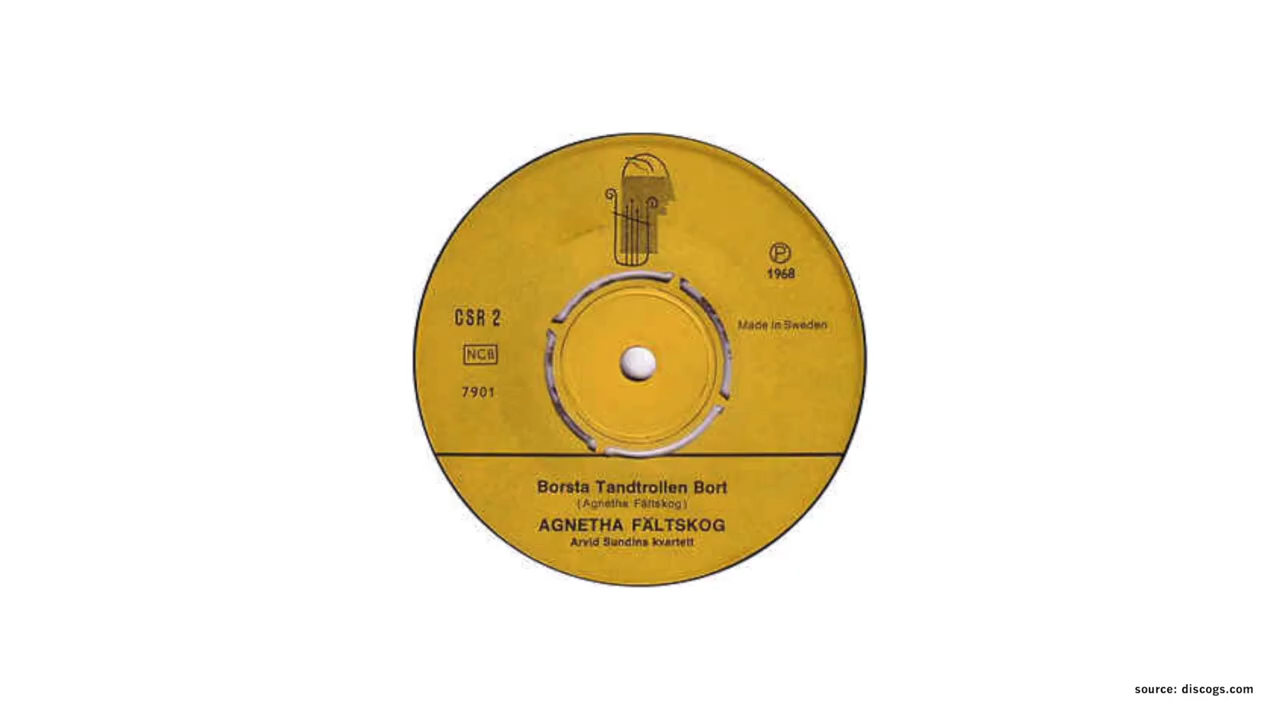 Ⓟ
1968
CSR 2
Made in Sweden
NCB
7901
Borsta Tandtrollen Bort
(Agnetha Fältskog)
AGNETHA FÄLTSKOG
Arvid Sundins kvartett
source: discogs.com